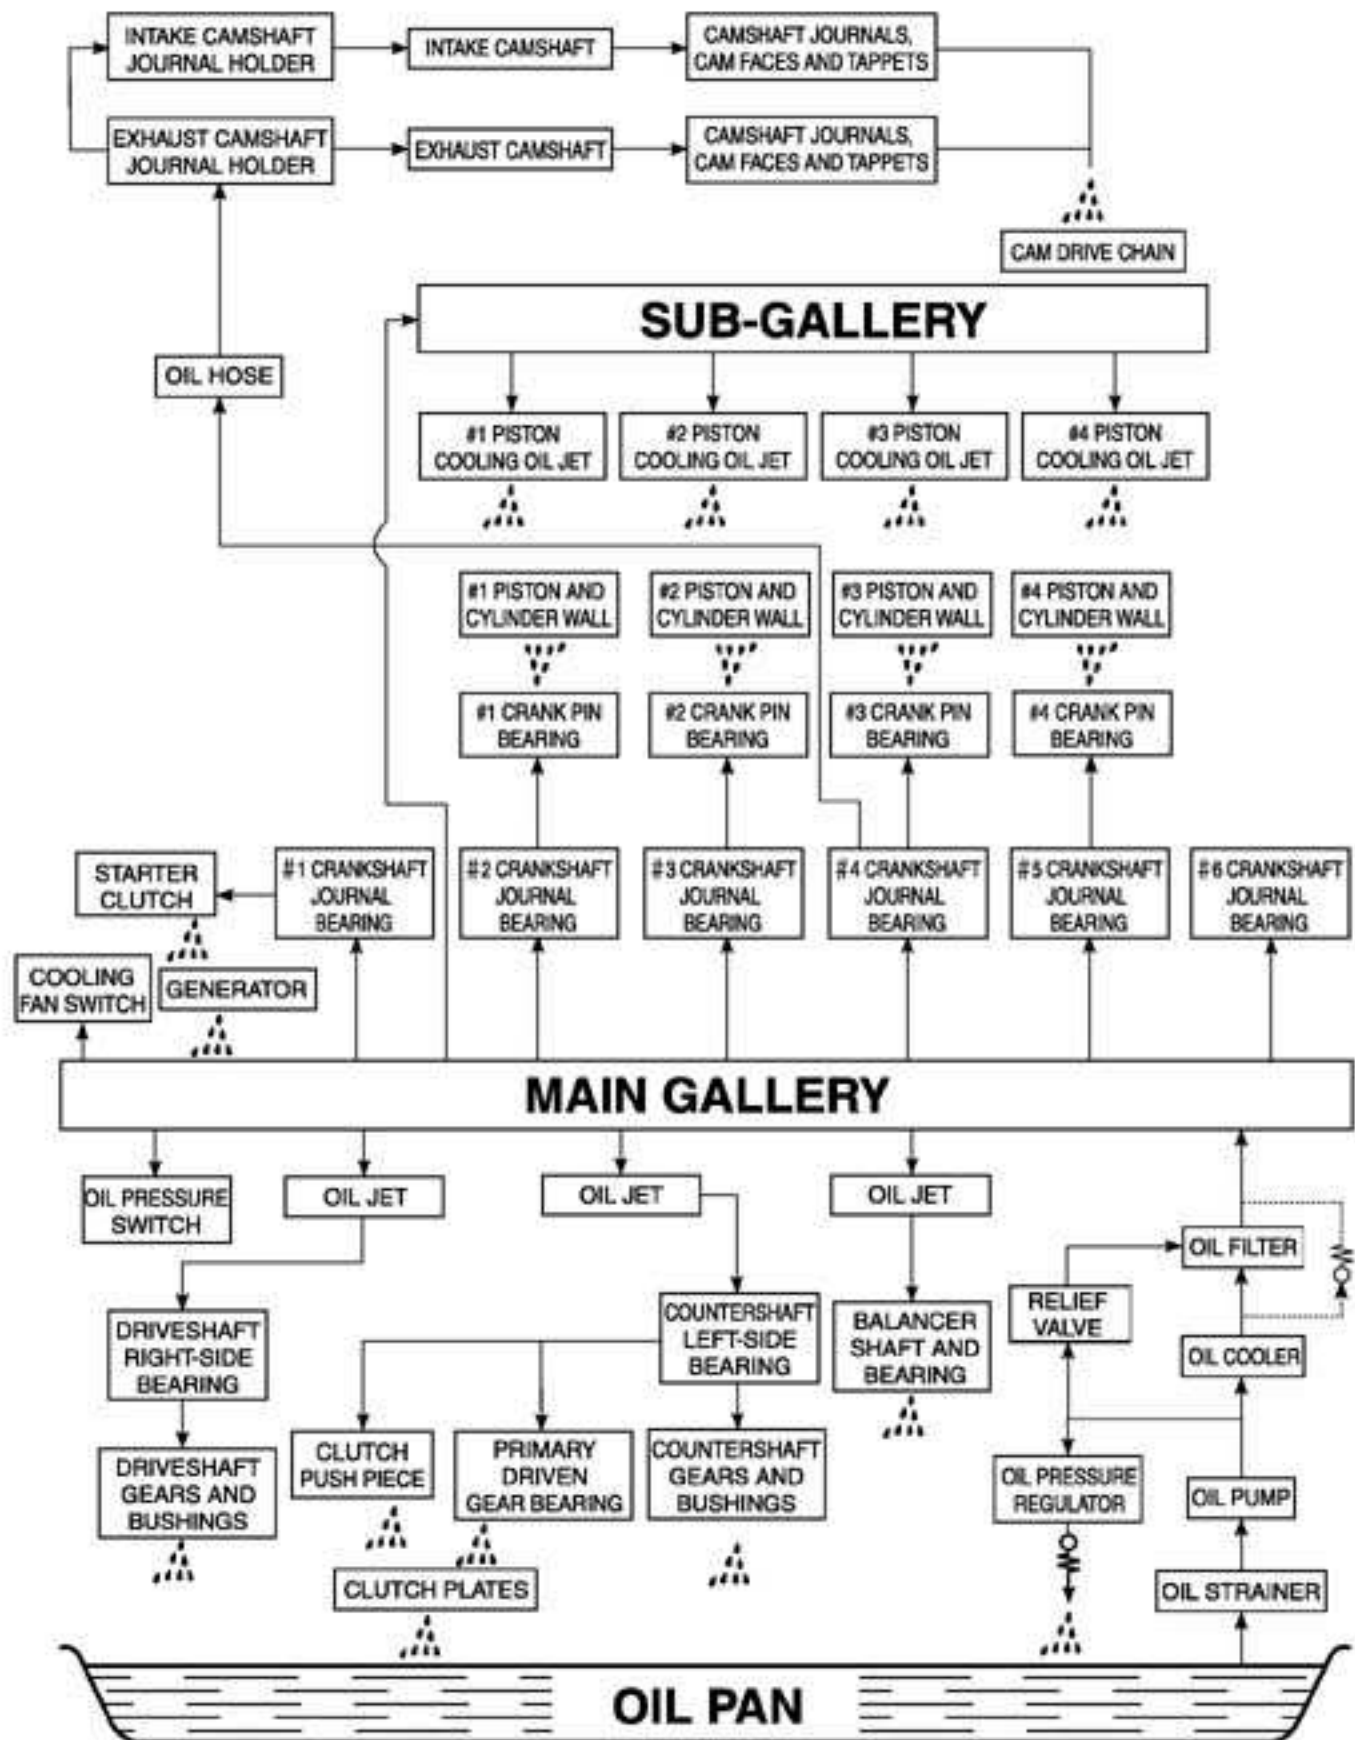 INTAKE CAMSHAFT
JOURNAL HOLDER
INTAKE CAMSHAFT
CAMSHAFT JOURNALS,
CAM FACES AND TAPPETS
EXHAUST CAMSHAFT
JOURNAL HOLDER
EXHAUST CAMSHAFT
CAMSHAFT JOURNALS,
CAM FACES AND TAPPETS
CAM DRIVE CHAIN
SUB-GALLERY
OIL HOSE
#1 PISTON
COOLING OIL JET
#2 PISTON
COOLING OIL JET
#3 PISTON
COOLING OIL JET
#4 PISTON
COOLING OIL JET
#1 PISTON AND
CYLINDER WALL
#2 PISTON AND
CYLINDER WALL
#3 PISTON AND
CYLINDER WALL
#4 PISTON AND
CYLINDER WALL
#1 CRANK PIN
BEARING
#2 CRANK PIN
BEARING
#3 CRANK PIN
BEARING
#4 CRANK PIN
BEARING
STARTER
CLUTCH
#1 CRANKSHAFT
JOURNAL
BEARING
#2 CRANKSHAFT
JOURNAL
BEARING
#3 CRANKSHAFT
JOURNAL
BEARING
#4 CRANKSHAFT
JOURNAL
BEARING
#5 CRANKSHAFT
JOURNAL
BEARING
#6 CRANKSHAFT
JOURNAL
BEARING
COOLING
FAN SWITCH
GENERATOR
MAIN GALLERY
OIL PRESSURE
SWITCH
OIL JET
OIL JET
OIL JET
OIL FILTER
DRIVESHAFT
RIGHT-SIDE
BEARING
COUNTERSHAFT
LEFT-SIDE
BEARING
BALANCER
SHAFT AND
BEARING
RELIEF
VALVE
OIL COOLER
DRIVESHAFT
GEARS AND
BUSHINGS
CLUTCH
PUSH PIECE
PRIMARY
DRIVEN
GEAR BEARING
COUNTERSHAFT
GEARS AND
BUSHINGS
OIL PRESSURE
REGULATOR
OIL PUMP
CLUTCH PLATES
OIL STRAINER
OIL PAN